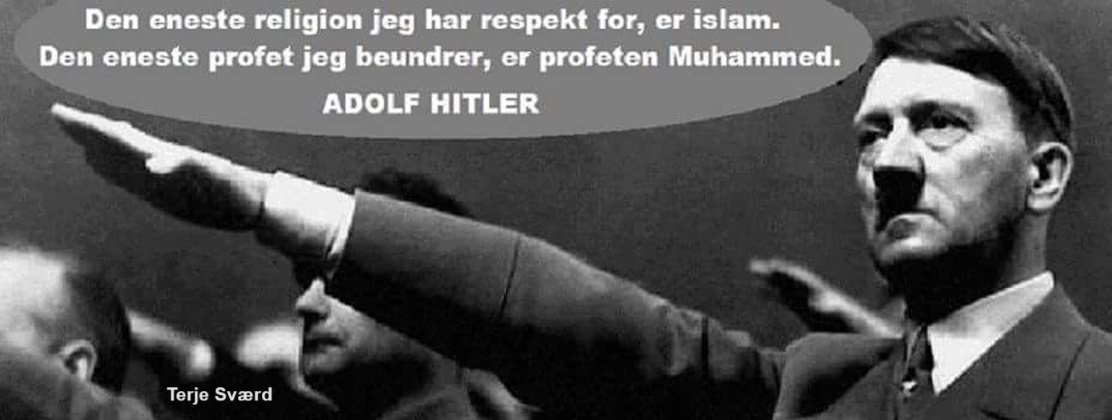 Den eneste religion jeg har respekt for, er islam.
Den eneste profet jeg beundrer, er profeten Muhammed.
ADOLF HITLER
Terje Sværd